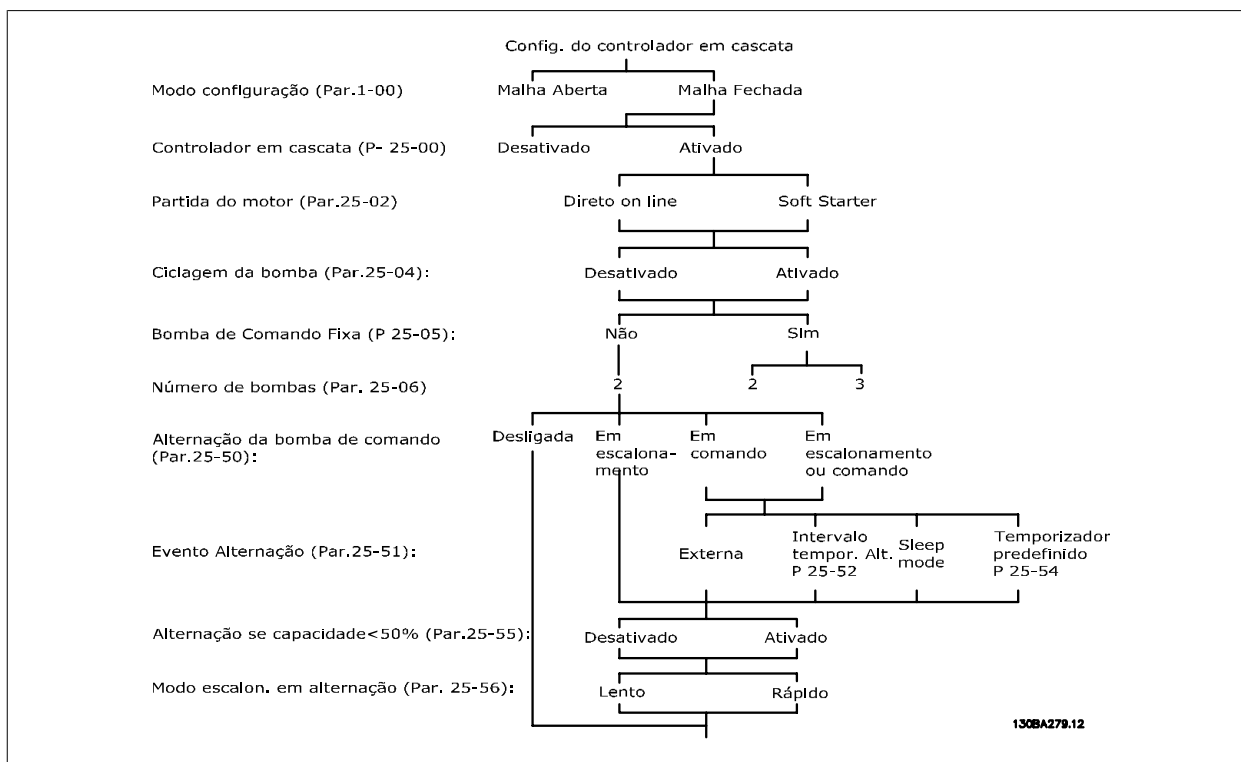 Config. do controlador em cascata
Modo configuração (Par.1-00)
Malha Aberta
Malha Fechada
Controlador em cascata (P- 25-00)
Desativado
Ativado
Partida do motor (Par.25-02)
Direto on line
Soft Starter
Ciclagem da bomba (Par.25-04):
Desativado
Ativado
Bomba de Comando Fixa (P 25-05):
Não
Sim
Número de bombas (Par. 25-06)
2
2
3
Alternação da bomba de comando
(Par.25-50):
Desligada
Em
escalona-
mento
Em
comando
Em
escalonamento
ou comando
Evento Alternação (Par.25-51):
Externa
Intervalo
tempor. Alt.
P 25-52
Sleep
mode
Temporizador
predefinido
P 25-54
Alternação se capacidade<50% (Par.25-55):
Desativado
Ativado
Modo escalon. em alternação (Par. 25-56):
Lento
Rápido
130BA279.12